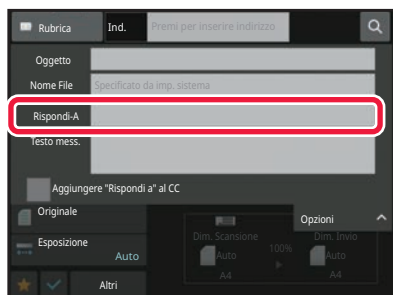 Rubrica
Ind.
Premi per inserire indirizzo
Oggetto
Nome File
Specificato da imp. sistema
Rispondi-A
Testo mess.
Aggiungere "Rispondi a" al CC
Originale
Opzioni
Esposizione
Auto
Dim. Scansione
100%
Dim. Invio
Auto
Auto
A4
A4
Altri